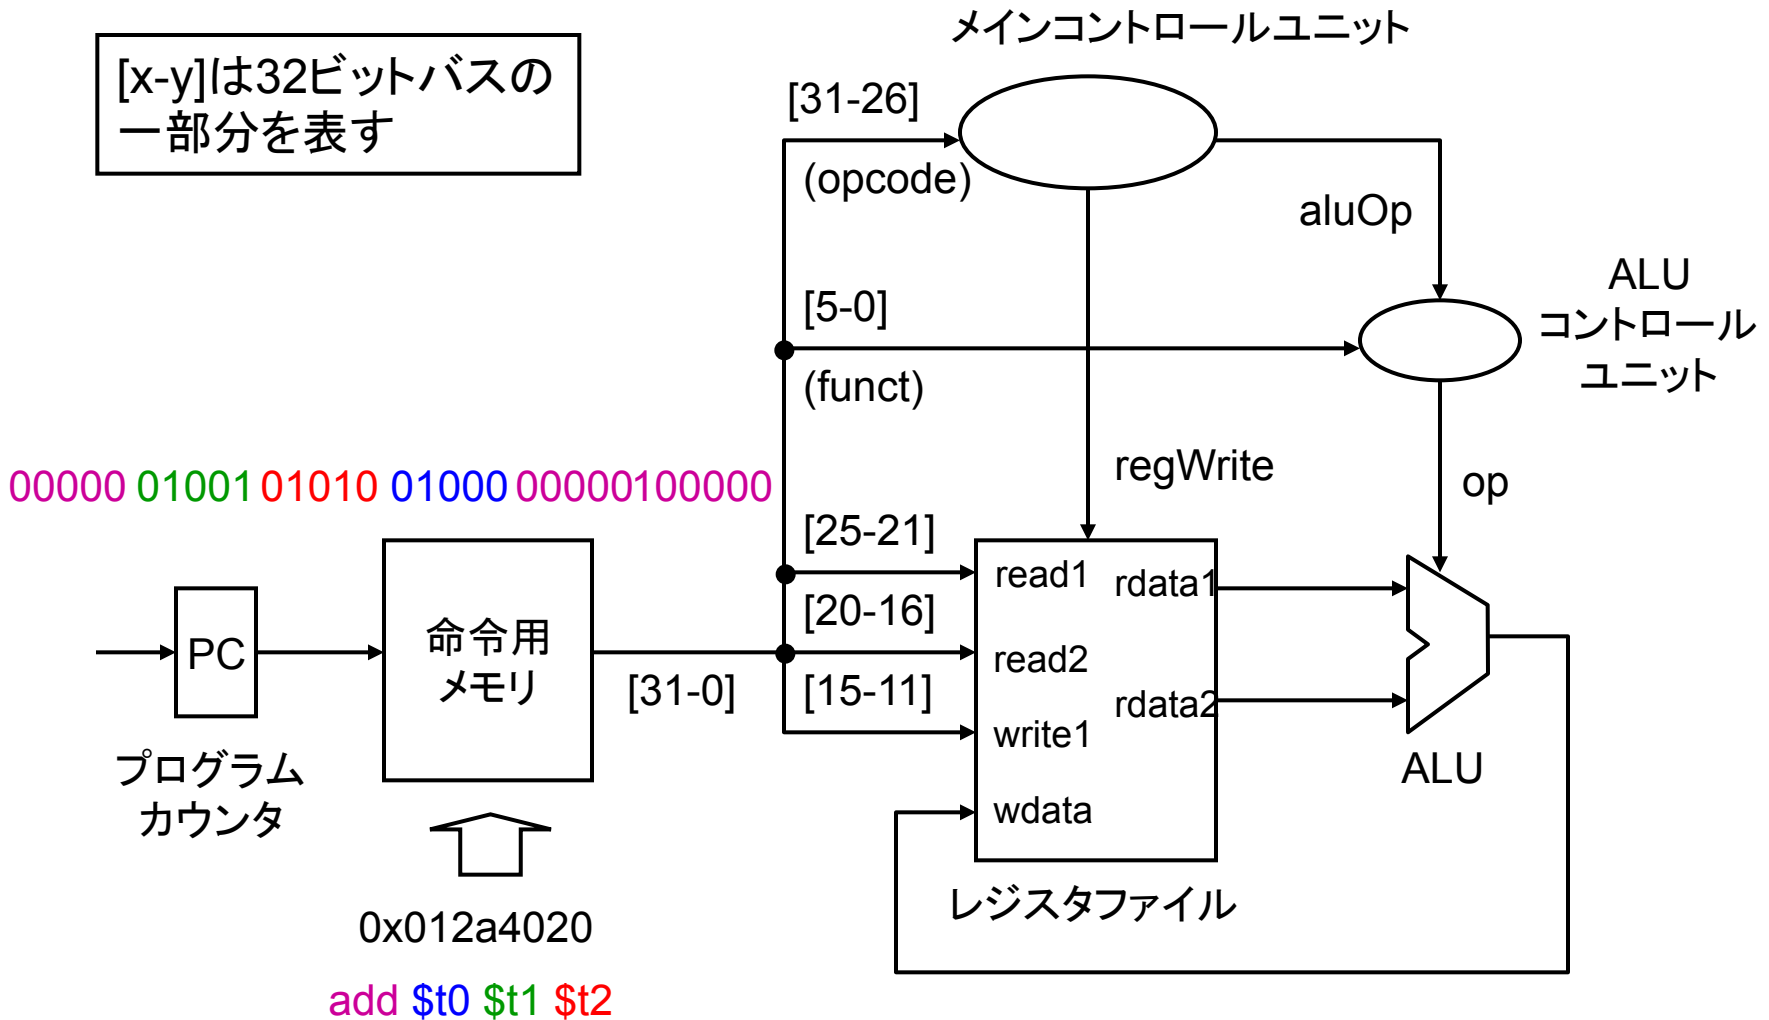 メインコントロールユニット
[x-y]は32ビットバスの
一部分を表す
[31-26]
(opcode)
aluOp
ALU
コントロール
ユニット
[5-0]
(funct)
00000 01001 01010 01000 00000100000
regWrite
op
[25-21]
read1 rdata1
[20-16]
PC
命令用
メモリ
read2
[31-0]
[15-11]
rdata2
write1
プログラム
カウンタ
ALU
wdata
レジスタファイル
0x012a4020
add $t0 $t1 $t2